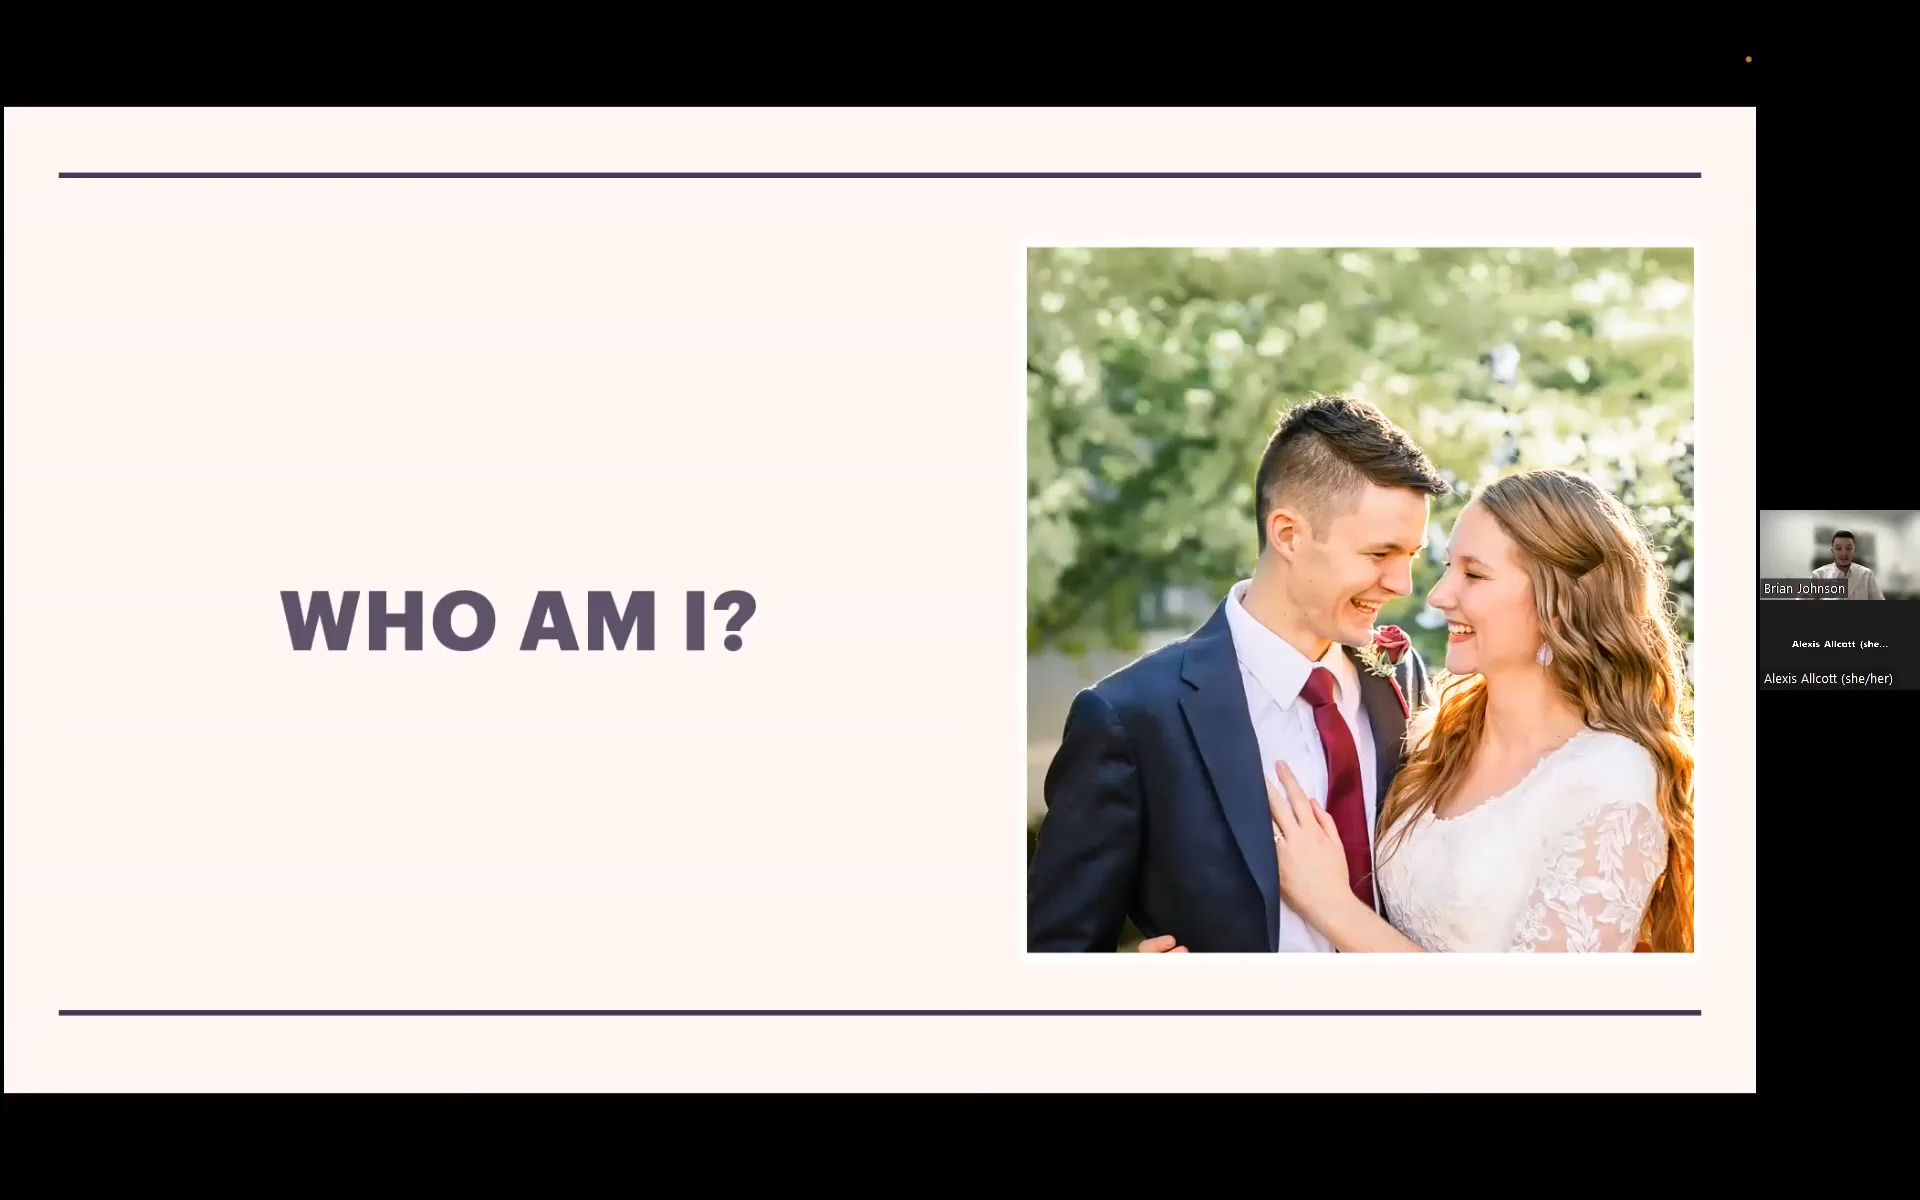 WHO AM I?
Brian Johnson
Alexis Allcott (she...
Alexis Allcott (she/her)